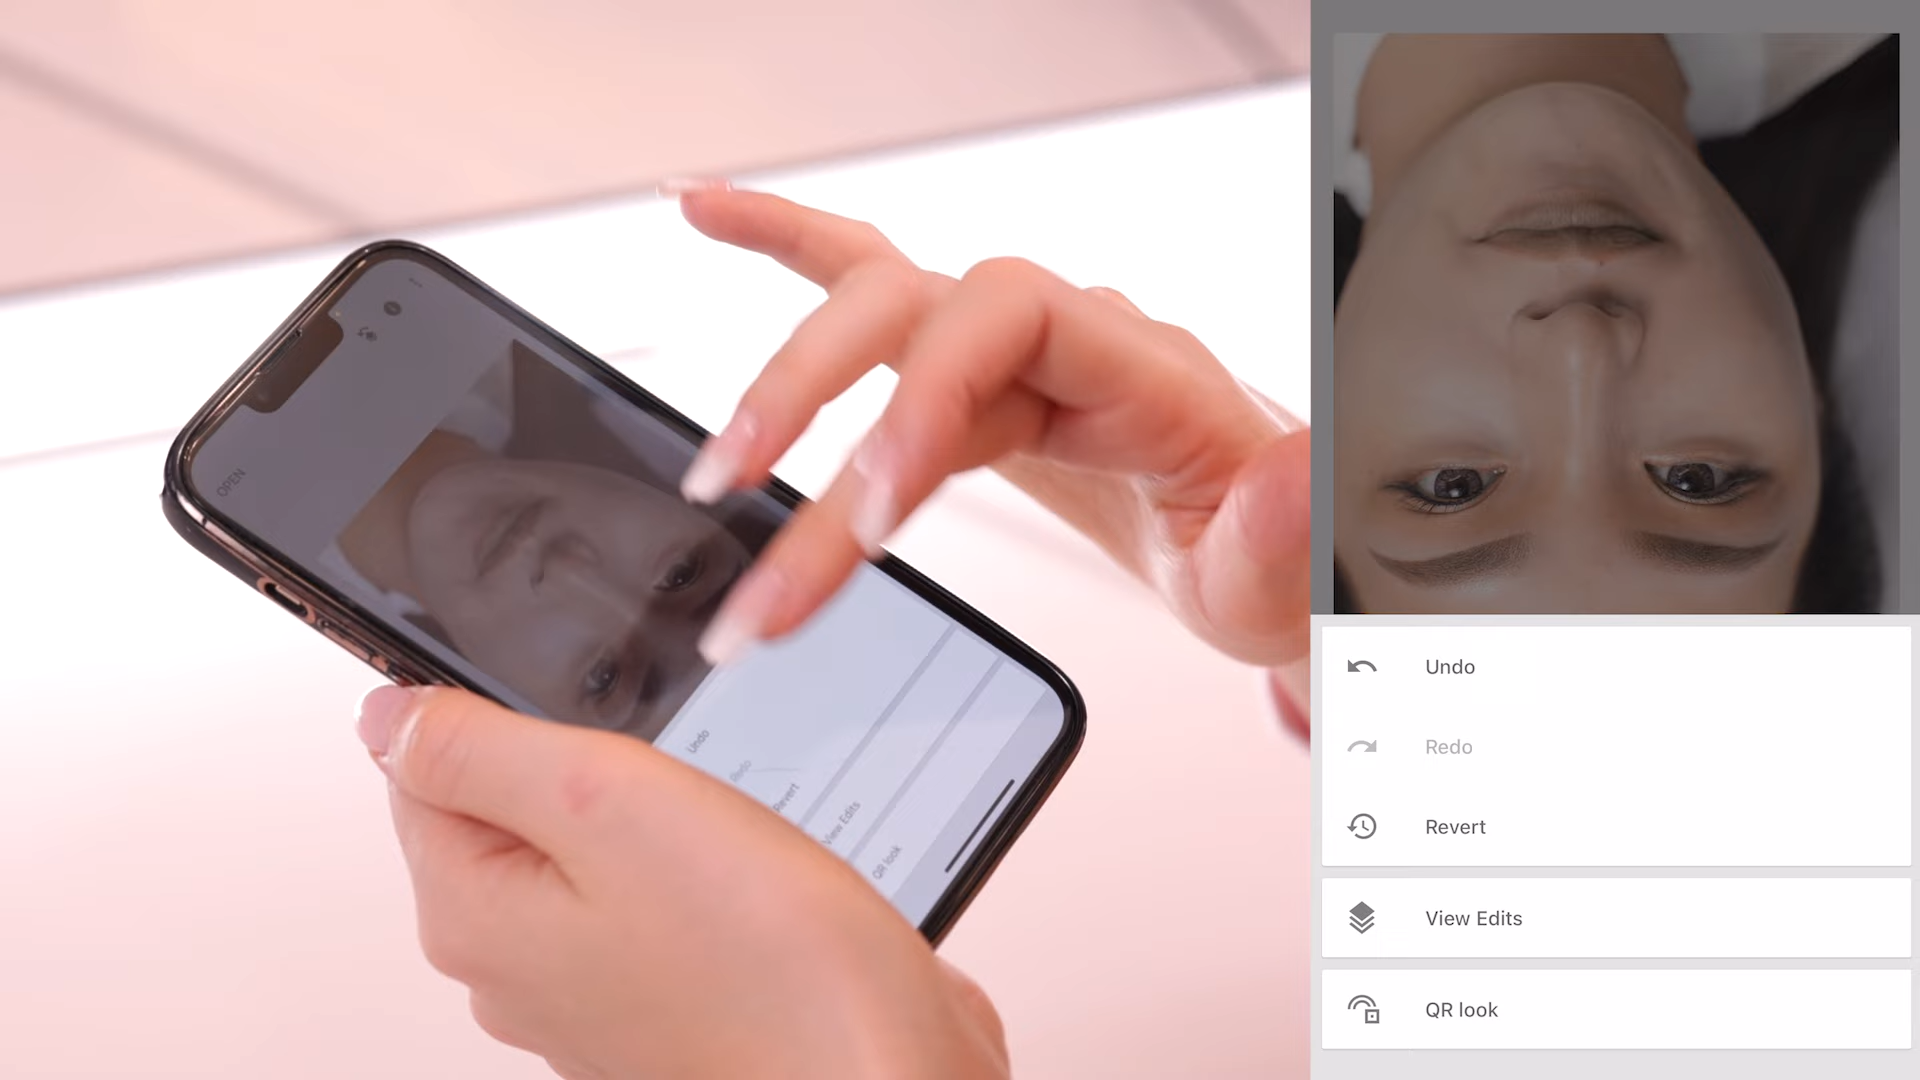 OPEN
Undo
Redo
Revert
View Edits
QR look
Undo
Redo
Revert
View Edits
QR look